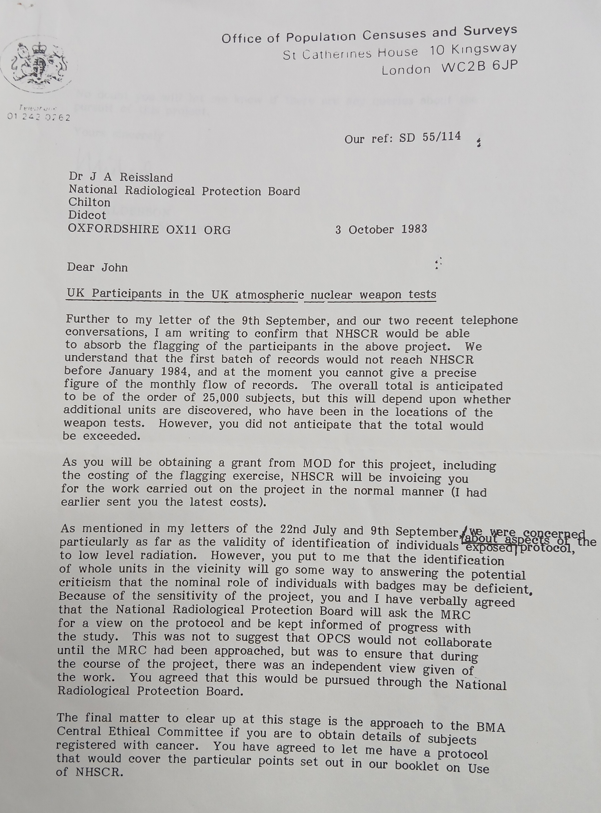 Office of Population Censuses and Surveys
St Catherines House 10 Kingsway
London WC2B 6JP
01 242 0262
Our ref: SD 55/114
Dr J A Reissland
National Radiological Protection Board
Chilton
Didcot
OXFORDSHIRE OX11 ORG 3 October 1983
Dear John
UK Participants in the UK atmospheric nuclear weapon tests
Further to my letter of the 9th September, and our two recent telephone
conversations, I am writing to confirm that NHSCR would be able
to absorb the flagging of the participants in the above project. We
understand that the first batch of records would not reach NHSCR
before January 1984, and at the moment you cannot give a precise
figure of the monthly flow of records. The overall total is anticipated
to be of the order of 25,000 subjects, but this will depend upon whether
additional units are discovered, who have been in the locations of the
weapon tests. However, you did not anticipate that the total would
be exceeded.
As you will be obtaining a grant from MOD for this project, including
the costing of the flagging exercise, NHSCR will be invoicing you
for the work carried out on the project in the normal manner (I had
earlier sent you the latest costs).
As mentioned in my letters of the 22nd July and 9th September, we were concerned
about aspects of the protocol,
particularly as far as the validity of identification of individuals exposed
to low level radiation. However, you put to me that the identification
of whole units in the vicinity will go some way to answering the potential
criticism that the nominal role of individuals with badges may be deficient.
Because of the sensitivity of the project, you and I have verbally agreed
that the National Radiological Protection Board will ask the MRC
for a view on the protocol and be kept informed of progress with
the study. This was not to suggest that OPCS would not collaborate
until the MRC had been approached, but was to ensure that during
the course of the project, there was an independent view given of
the work. You agreed that this would be pursued through the National
Radiological Protection Board.
The final matter to clear up at this stage is the approach to the BMA
Central Ethical Committee if you are to obtain details of subjects
registered with cancer. You have agreed to let me have a protocol
that would cover the particular points set out in our booklet on Use
of NHSCR.